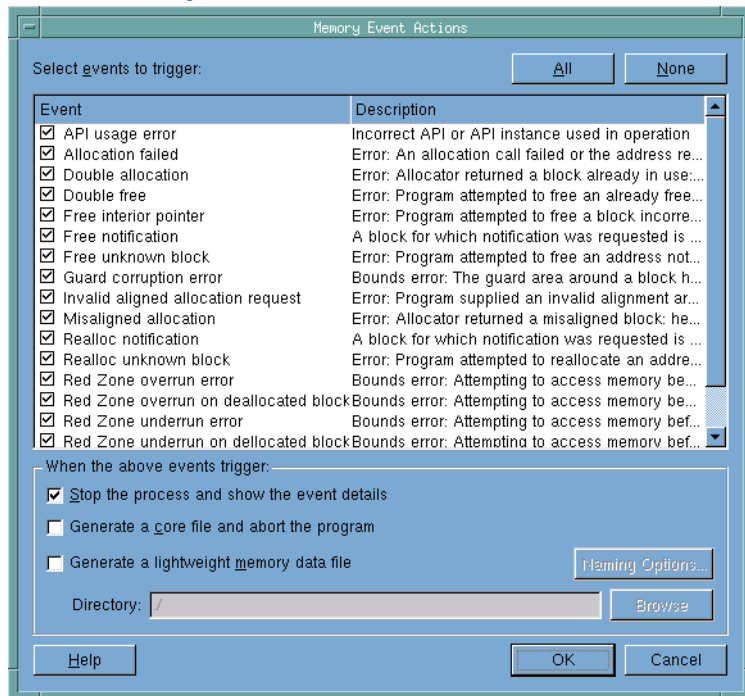 Memory Event Actions
Select events to trigger: All None
Event Description
API usage error Incorrect API or API instance used in operation
Allocation failed Error: An allocation call failed or the address re...
Double allocation Error: Allocator returned a block already in use:...
Double free Error: Program attempted to free an already free...
Free interior pointer Error: Program attempted to free a block incorre...
Free notification A block for which notification was requested is ...
Free unknown block Error: Program attempted to free an address not...
Guard corruption error Bounds error: The guard area around a block h...
Invalid aligned allocation request Error: Program supplied an invalid alignment ar...
Misaligned allocation Error: Allocator returned a misaligned block: he...
Realloc notification A block for which notification was requested is ...
Realloc unknown block Error: Program attempted to reallocate an addre...
Red Zone overrun error Bounds error: Attempting to access memory be...
Red Zone overrun on deallocated block Bounds error: Attempting to access memory be...
Red Zone underrun error Bounds error: Attempting to access memory bef...
Red Zone underrun on dellocated block Bounds error: Attempting to access memory bef...
When the above events trigger:
Stop the process and show the event details
Generate a core file and abort the program
Generate a lightweight memory data file Naming Options...
Directory: ./ Browse
Help OK Cancel